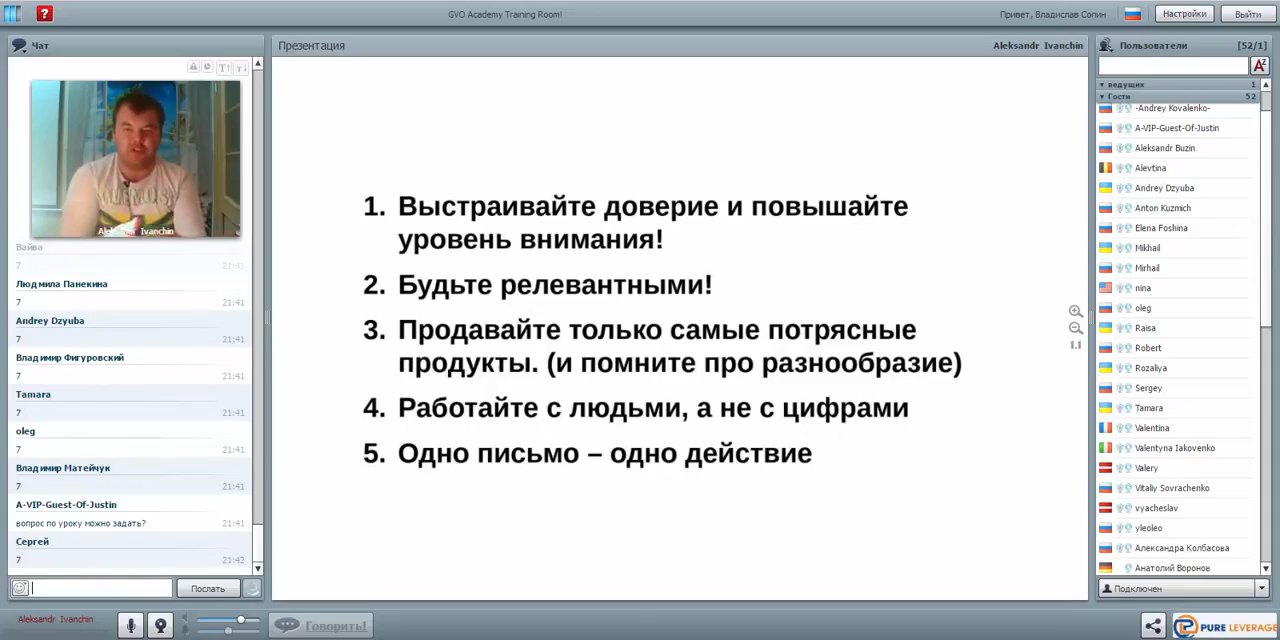 GVO Academy Training Room!
Привет, Владислав Сопин
Настройки
Выйти
Чат
Aleksandr Ivanchin
Вайва
7 21:41
Людмила Панекина
7 21:41
Andrey Dzyuba
7 21:41
Владимир Фигуровский
7 21:41
Tamara
7 21:41
oleg
7 21:41
Владимир Матейчук
7 21:41
A-VIP-Guest-Of-Justin
вопрос по уроку можно задать? 21:41
Сергей
7 21:42
Послать
Презентация
Aleksandr Ivanchin
1. Выстраивайте доверие и повышайте
уровень внимания!
2. Будьте релевантными!
3. Продавайте только самые потрясные
продукты. (и помните про разнообразие)
4. Работайте с людьми, а не с цифрами
5. Одно письмо – одно действие
1:1
Пользователи [52/1]
ведущих 1
Гости 52
-Andrey Kovalenko-
A-VIP-Guest-Of-Justin
Aleksandr Buzin
Alevtina
Andrey Dzyuba
Anton Kuzmich
Elena Foshina
Mikhail
Mirhail
nina
oleg
Raisa
Robert
Rozaliya
Sergey
Tamara
Valentina
Valentyna Iakovenko
Valery
Vitaliy Sovrachenko
vyacheslav
yleoleo
Александра Колбасова
Анатолий Воронов
Подключен
Aleksandr Ivanchin
Говорить!
PURE LEVERAGE